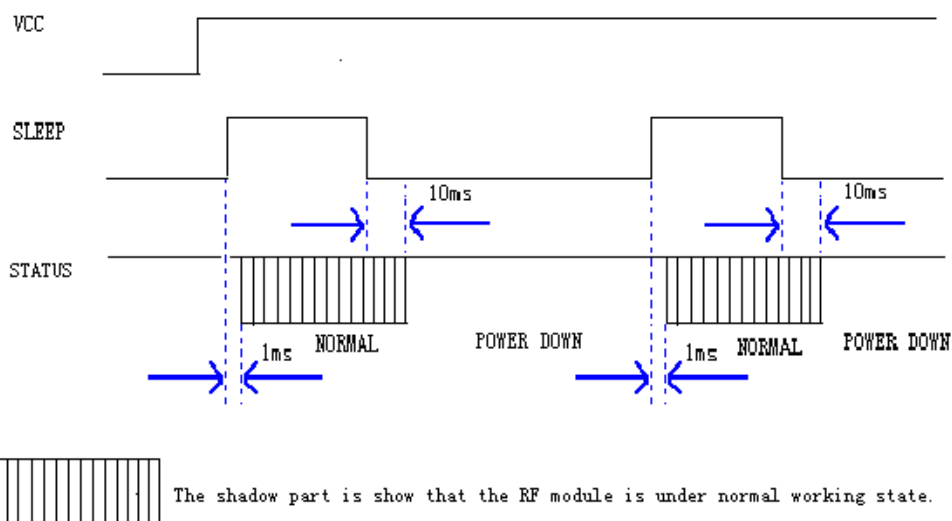 VCC
SLEEP
10ms 10ms
STATUS
1ms NORMAL POWER DOWN 1ms NORMAL POWER DOWN
The shadow part is show that the RF module is under normal working state.